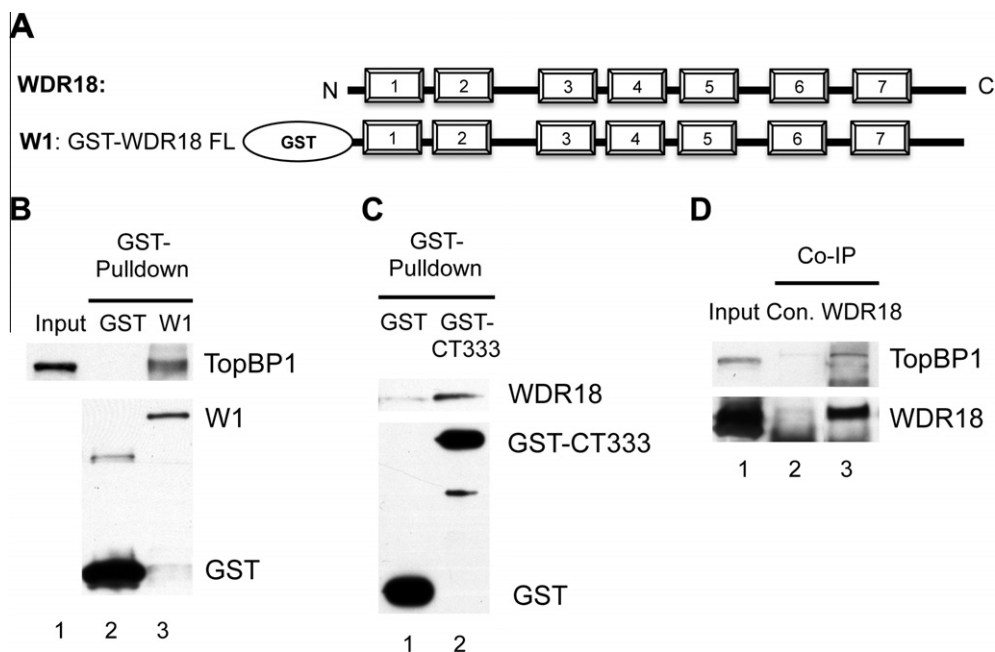 A
WDR18: N 1 2 3 4 5 6 7 C
W1: GST-WDR18 FL GST 1 2 3 4 5 6 7
B
GST-
Pulldown
Input GST W1
TopBP1
W1
GST
1 2 3
C
GST-
Pulldown
GST GST-
CT333
WDR18
GST-CT333
GST
1 2
D
Co-IP
Input Con. WDR18
TopBP1
WDR18
1 2 3